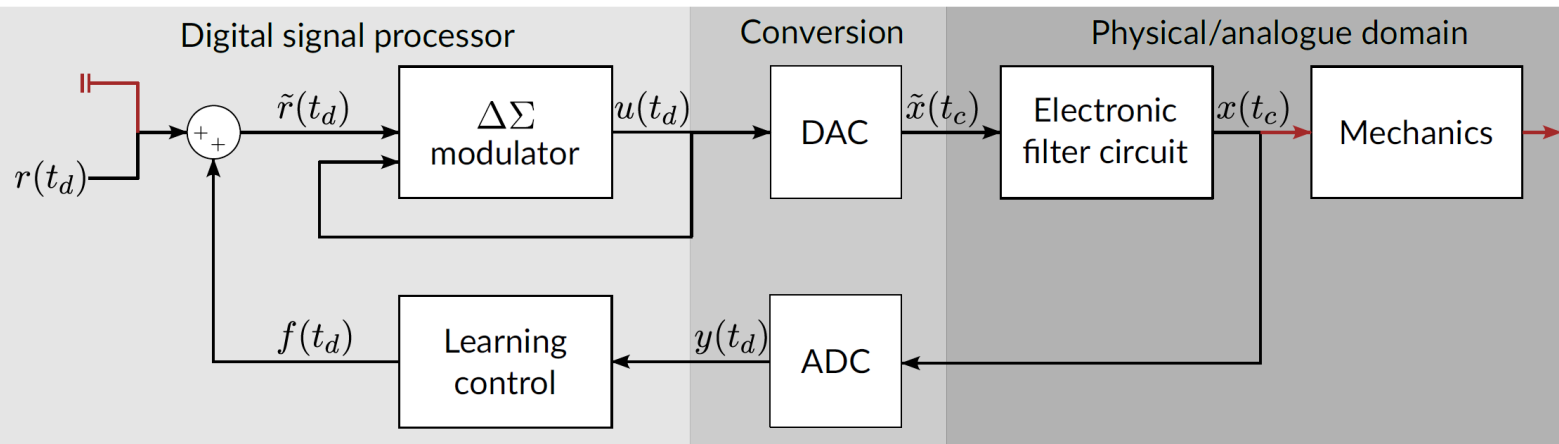 Digital signal processor
Conversion
Physical/analogue domain
r̃(t_d)
ΔΣ
modulator
u(t_d)
DAC
x̃(t_c)
Electronic
filter circuit
x(t_c)
Mechanics
+
+
r(t_d)
f(t_d)
Learning
control
y(t_d)
ADC